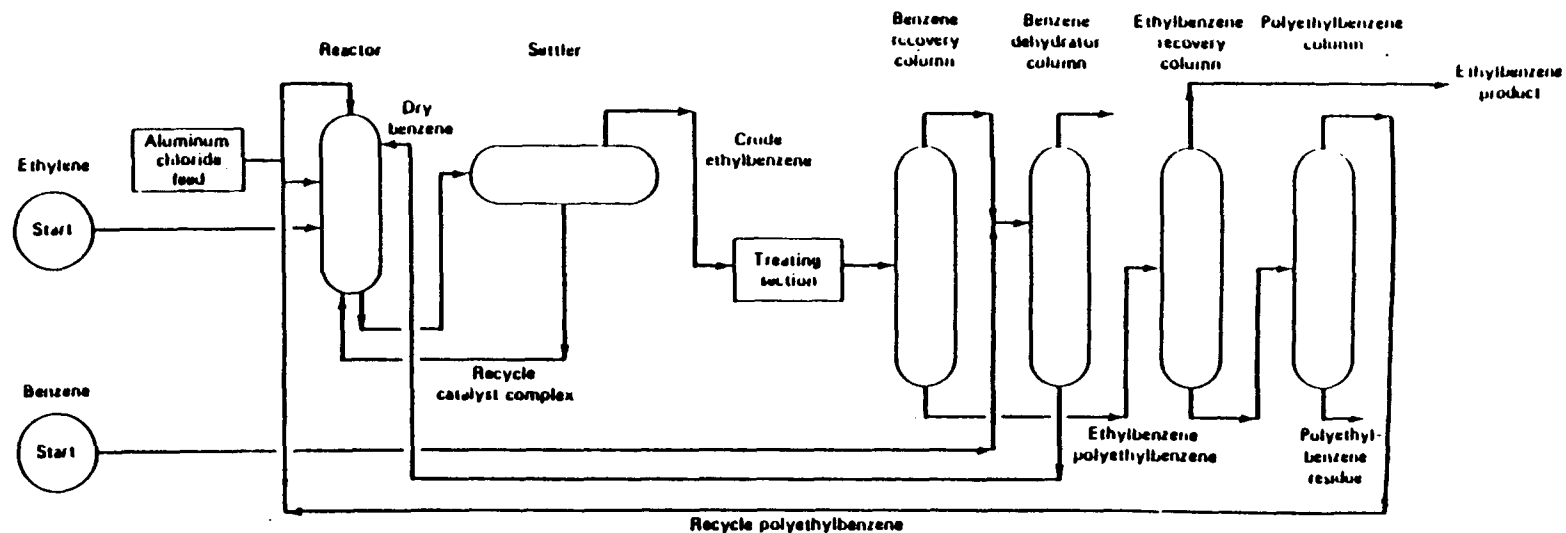 Reactor
Settler
Benzene
recovery
column
Benzene
dehydrator
column
Ethylbenzene
recovery
column
Polyethylbenzene
column
Ethylbenzene
product
Dry
benzene
Aluminum
chloride
feed
Crude
ethylbenzene
Ethylene
Start
Treating
section
Recycle
catalyst complex
Benzene
Start
Ethylbenzene
polyethylbenzene
Polyethyl-
benzene
residue
Recycle polyethylbenzene